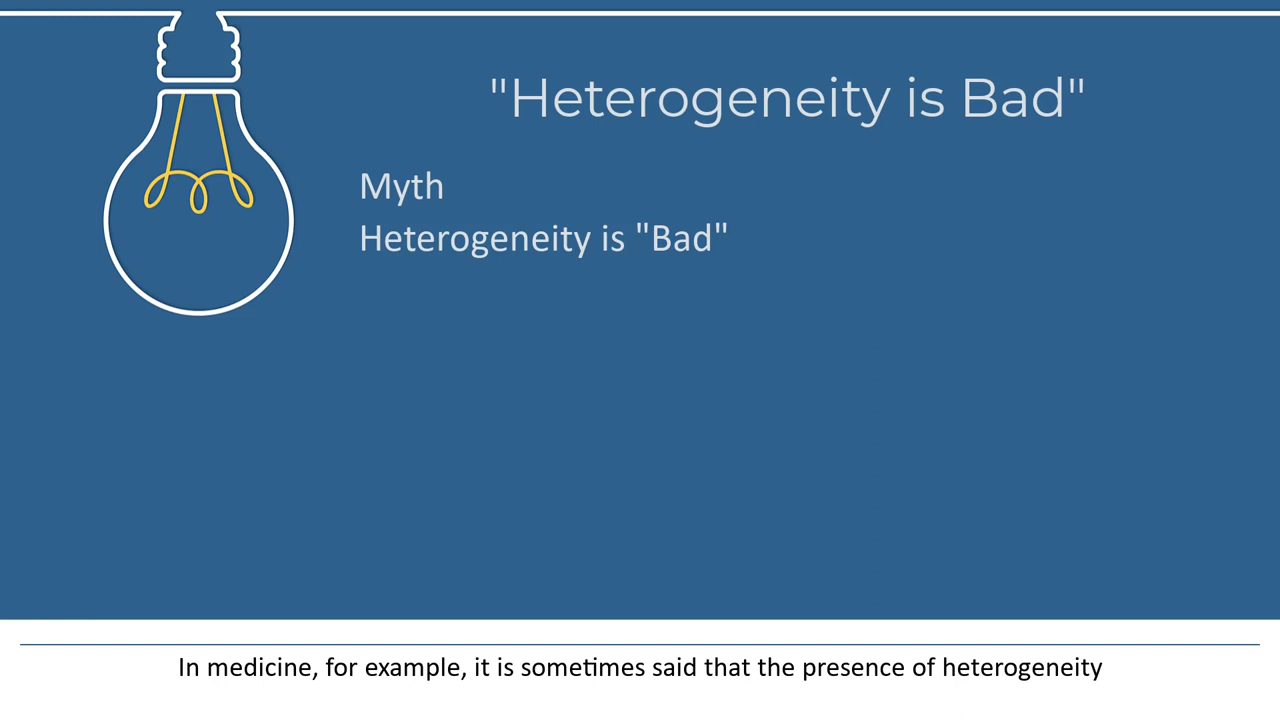 "Heterogeneity is Bad"
Myth
Heterogeneity is "Bad"
In medicine, for example, it is sometimes said that the presence of heterogeneity